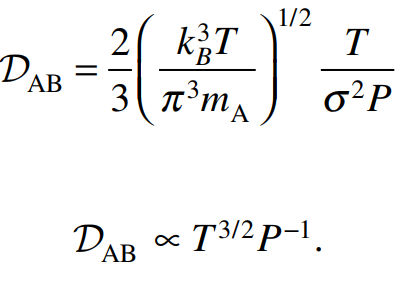 𝒟_AB = 2/3 (k_B^3 T / π^3 m_A)^{1/2} T / σ^2 P
𝒟_AB ∝ T^{3/2} P^{−1}.